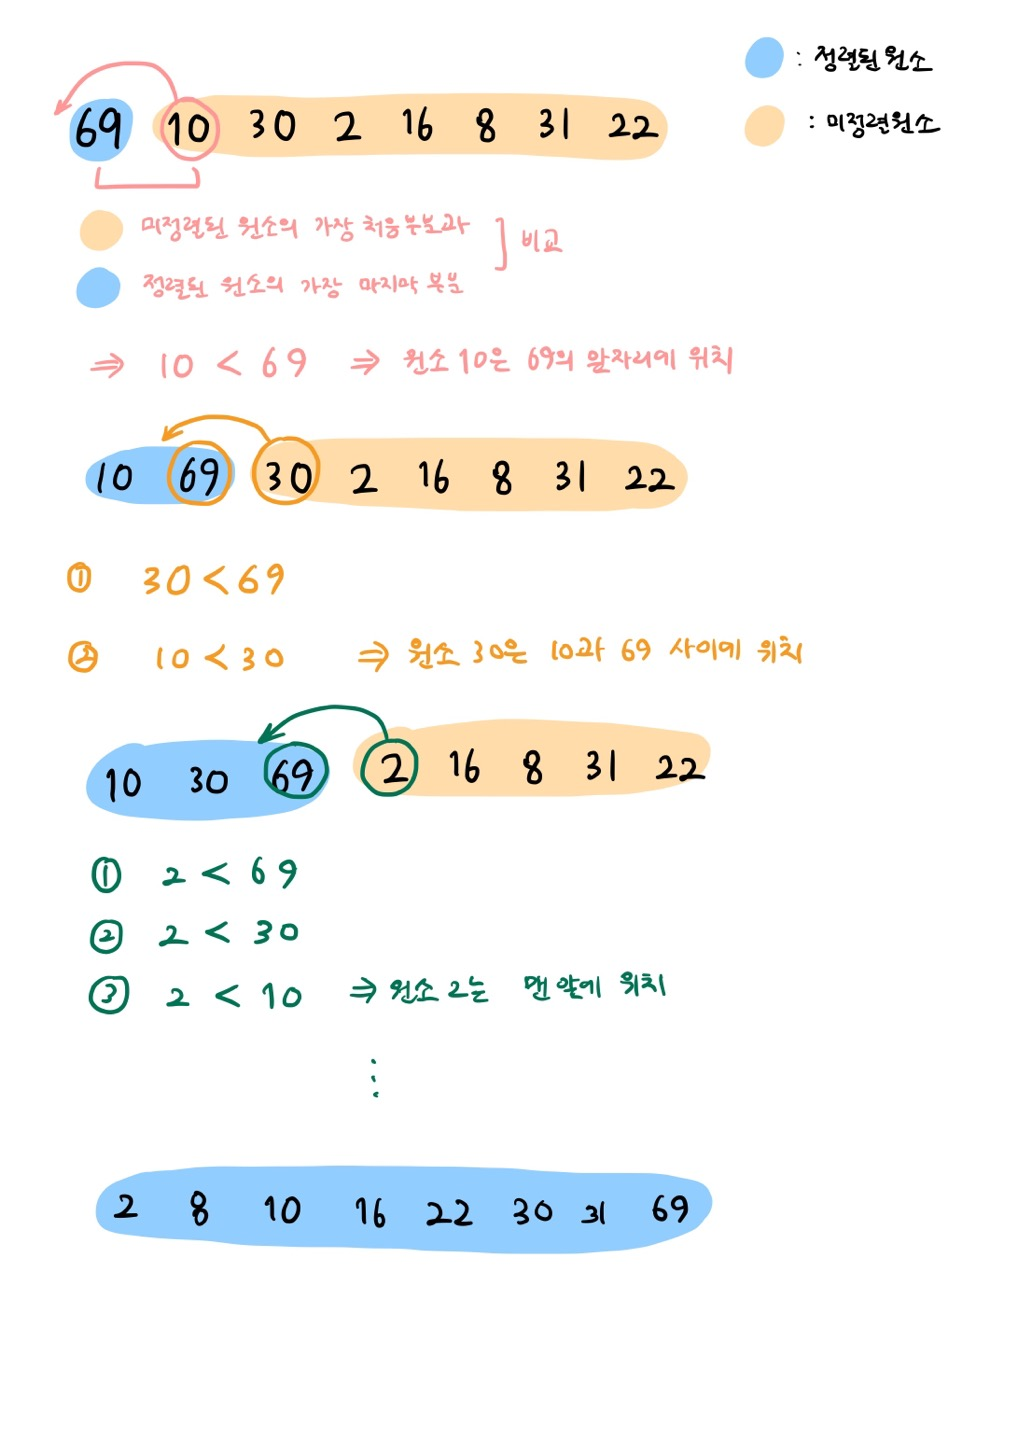 : 정렬된 원소
69 10 30 2 16 8 31 22
: 미정렬 원소
미정렬된 원소의 가장 처음부분과
비교
정렬된 원소의 가장 마지막 부분
⇒ 10 < 69 ⇒ 원소 10은 69의 앞자리에 위치
10 69 30 2 16 8 31 22
① 30 < 69
② 10 < 30 ⇒ 원소 30은 10과 69 사이에 위치
10 30 69 2 16 8 31 22
① 2 < 69
② 2 < 30
③ 2 < 10 ⇒ 원소 2는 맨 앞에 위치
⋮
2 8 10 16 22 30 31 69